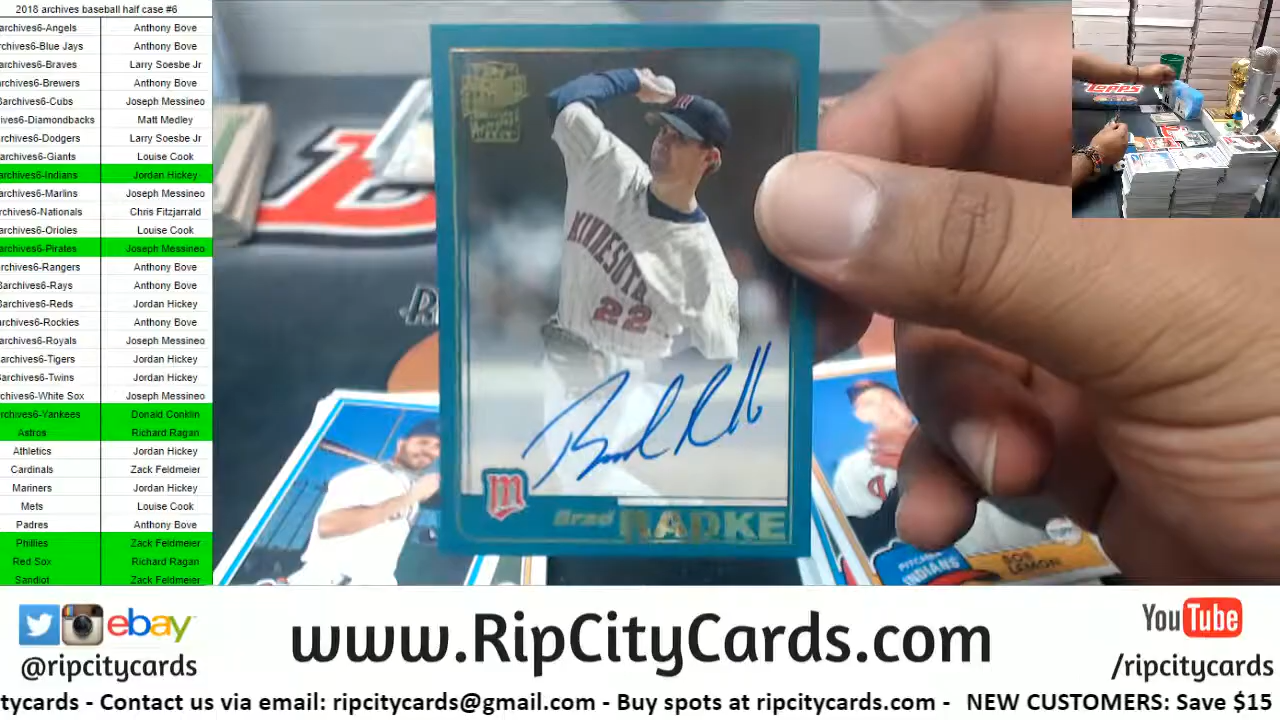 2018 archives baseball half case #6
archives6-Angels Anthony Bove
archives6-Blue Jays Anthony Bove
archives6-Braves Larry Soesbe Jr
archives6-Brewers Anthony Bove
archives6-Cubs Joseph Messineo
ives6-Diamondbacks Matt Medley
archives6-Dodgers Larry Soesbe Jr
archives6-Giants Louise Cook
archives6-Indians Jordan Hickey
archives6-Marlins Joseph Messineo
archives6-Nationals Chris Fitzjarrald
archives6-Orioles Louise Cook
archives6-Pirates Joseph Messineo
archives6-Rangers Anthony Bove
archives6-Rays Anthony Bove
archives6-Reds Jordan Hickey
archives6-Rockies Anthony Bove
archives6-Royals Joseph Messineo
archives6-Tigers Jordan Hickey
archives6-Twins Jordan Hickey
archives6-White Sox Joseph Messineo
rchives6-Yankees Donald Conklin
Astros Richard Ragan
Athletics Jordan Hickey
Cardinals Zack Feldmeier
Mariners Jordan Hickey
Mets Louise Cook
Padres Anthony Bove
Phillies Zack Feldmeier
Red Sox Richard Ragan
Sandlot Zack Feldmeier
MINNESOTA
22
M
Brad RADKE
INDIANS
BOB
LEMON
TOPPS
ebay
@ripcitycards
www.RipCityCards.com
YouTube
/ripcitycards
tycards - Contact us via email: ripcitycards@gmail.com - Buy spots at ripcitycards.com - NEW CUSTOMERS: Save $15